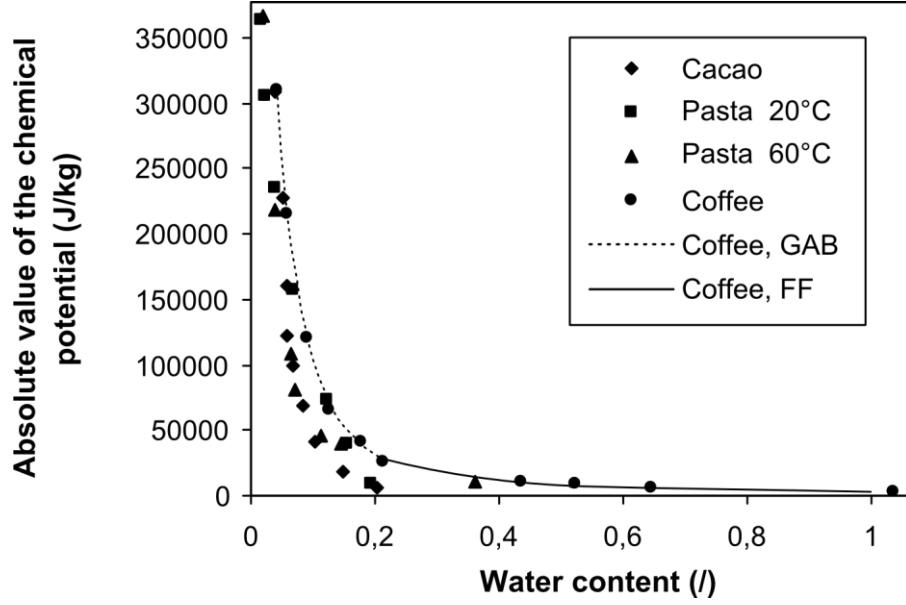 Absolute value of the chemical
potential (J/kg)
350000
300000
250000
200000
150000
100000
50000
0
Cacao
Pasta 20°C
Pasta 60°C
Coffee
Coffee, GAB
Coffee, FF
0 0,2 0,4 0,6 0,8 1
Water content (/)